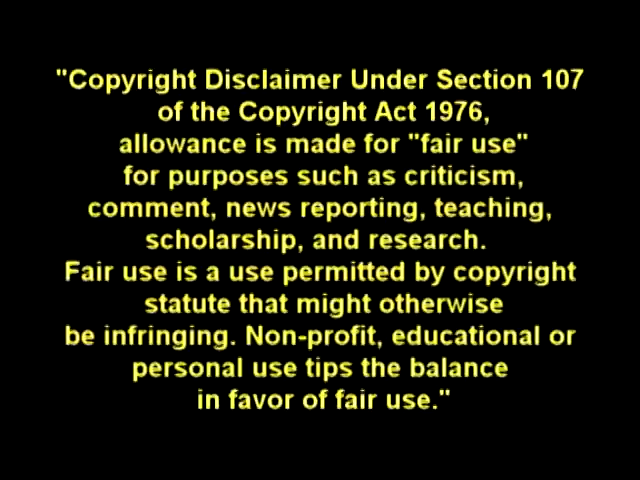 "Copyright Disclaimer Under Section 107
of the Copyright Act 1976,
allowance is made for "fair use"
for purposes such as criticism,
comment, news reporting, teaching,
scholarship, and research.
Fair use is a use permitted by copyright
statute that might otherwise
be infringing. Non-profit, educational or
personal use tips the balance
in favor of fair use."